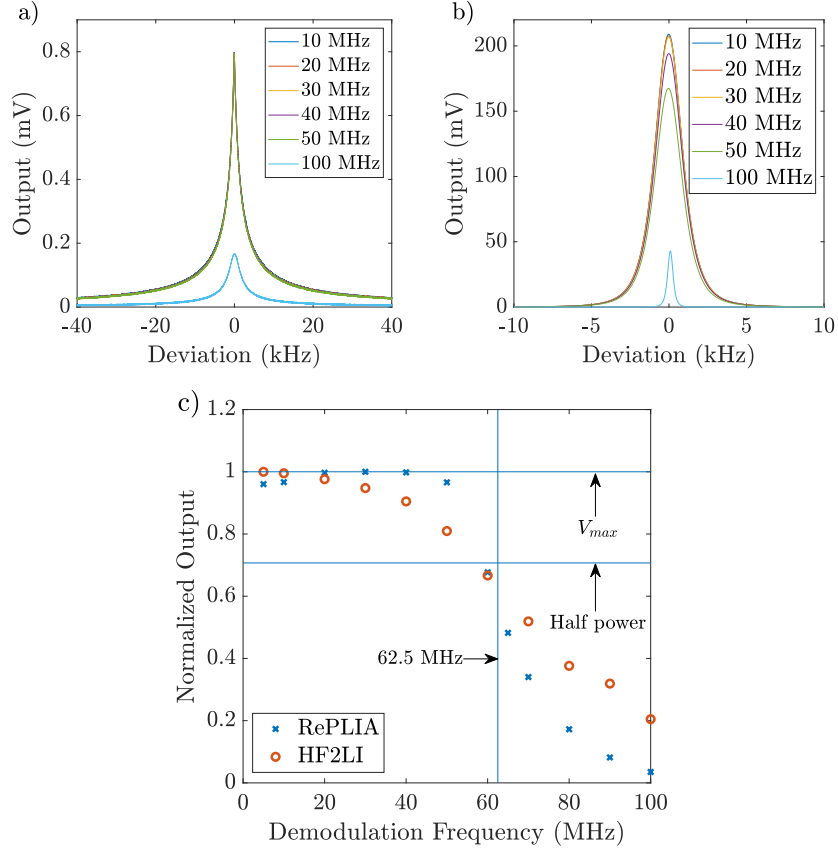 a)
Output (mV)
0.8
0.6
0.4
0.2
0
-40
-20
0
20
40
Deviation (kHz)
10 MHz
20 MHz
30 MHz
40 MHz
50 MHz
100 MHz
b)
Output (mV)
200
150
100
50
0
-10
-5
0
5
10
Deviation (kHz)
10 MHz
20 MHz
30 MHz
40 MHz
50 MHz
100 MHz
c)
Normalized Output
1.2
1
0.8
0.6
0.4
0.2
0
0
20
40
60
80
100
Demodulation Frequency (MHz)
Vmax
Half power
62.5 MHz
RePLIA
HF2LI